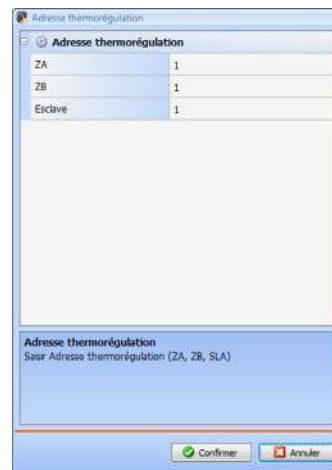 Adresse thermorégulation
Adresse thermorégulation
ZA 1
ZB 1
Esclave 1
Adresse thermorégulation
Saisir Adresse thermorégulation (ZA, ZB, SLA)
Confirmer Annuler